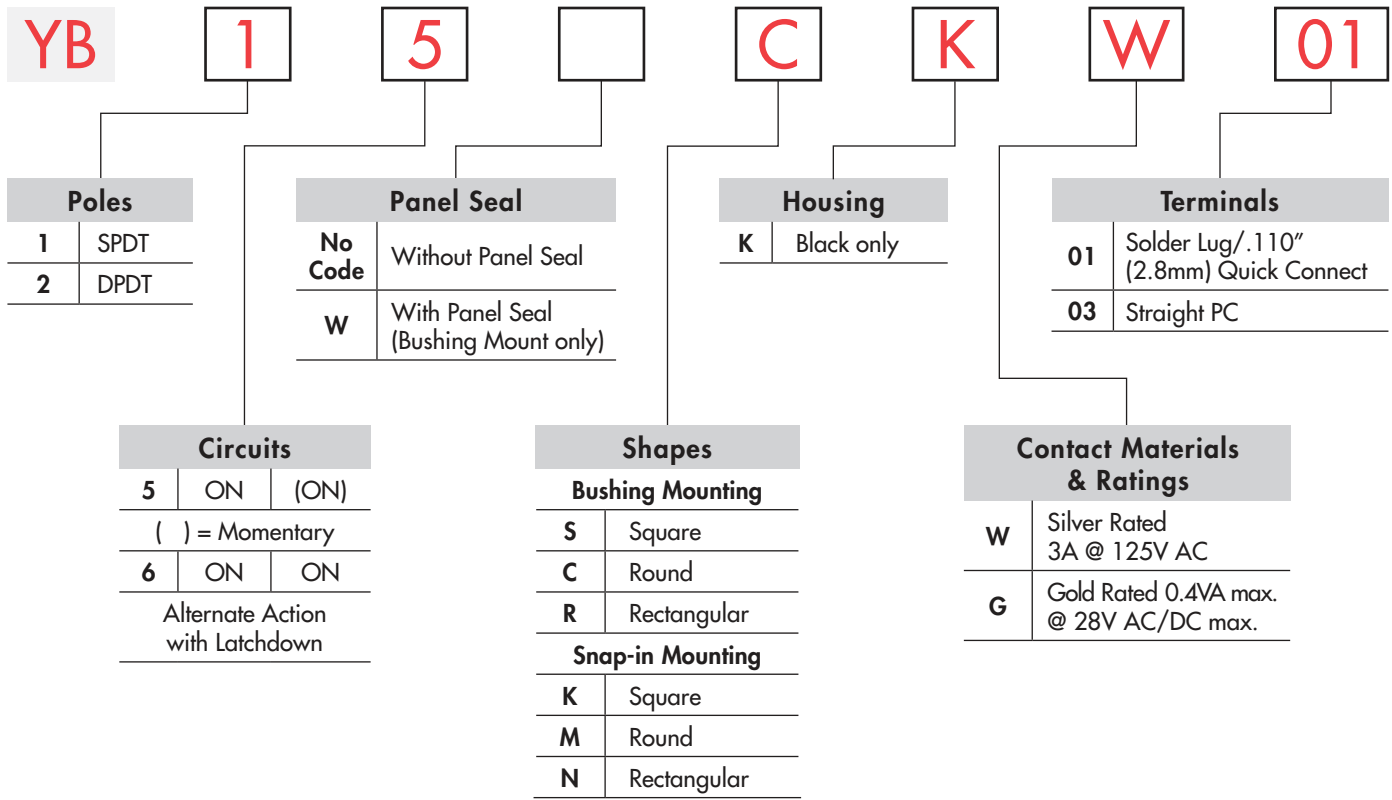 YB 1 5 C K W 01
Poles
1 SPDT
2 DPDT
Panel Seal
No Code Without Panel Seal
W With Panel Seal
(Bushing Mount only)
Housing
K Black only
Terminals
01 Solder Lug/.110”
(2.8mm) Quick Connect
03 Straight PC
Circuits
5 ON (ON)
( ) = Momentary
6 ON ON
Alternate Action
with Latchdown
Shapes
Bushing Mounting
S Square
C Round
R Rectangular
Snap-in Mounting
K Square
M Round
N Rectangular
Contact Materials
& Ratings
W Silver Rated
3A @ 125V AC
G Gold Rated 0.4VA max.
@ 28V AC/DC max.